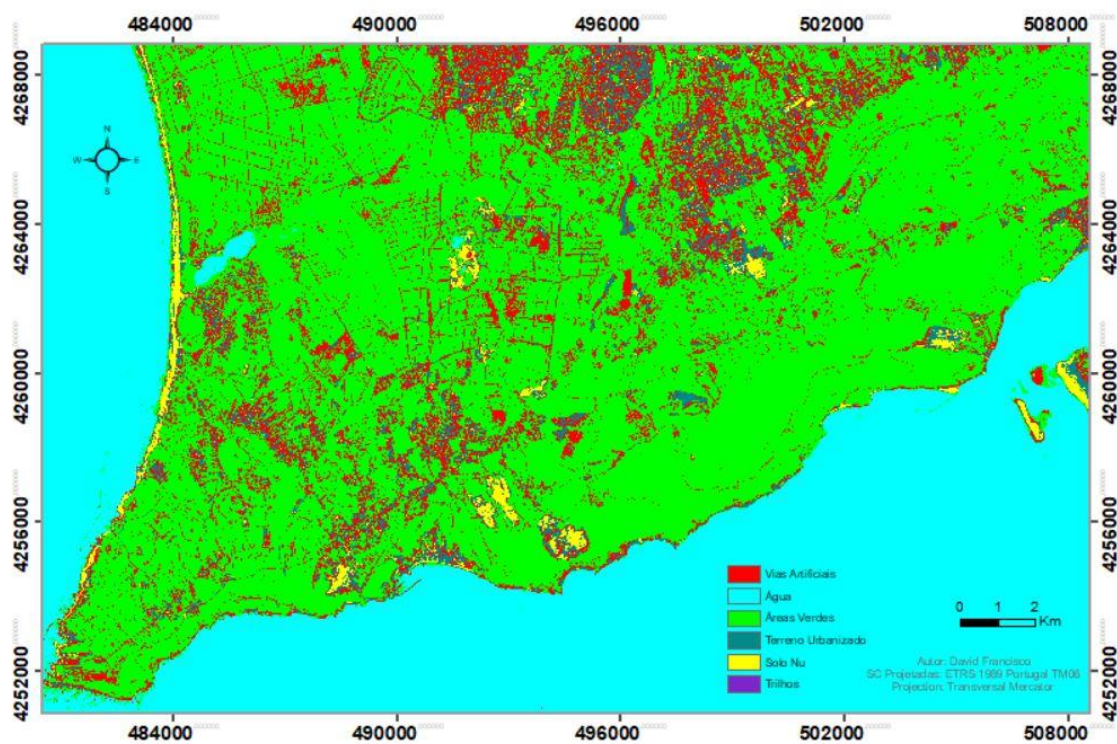 484000 490000 496000 502000 508000
4268000 4268000
N
W E
S
4264000 4264000
4260000 4260000
4256000 4256000
Vias Artificiais
Água
Áreas Verdes
Terreno Urbanizado
Solo Nu
Trilhos
0 1 2
Km
Autor: David Francisco
SC Projetadas: ETRS 1989 Portugal TM06
Projection: Transversal Mercator
4252000 4252000
484000 490000 496000 502000 508000